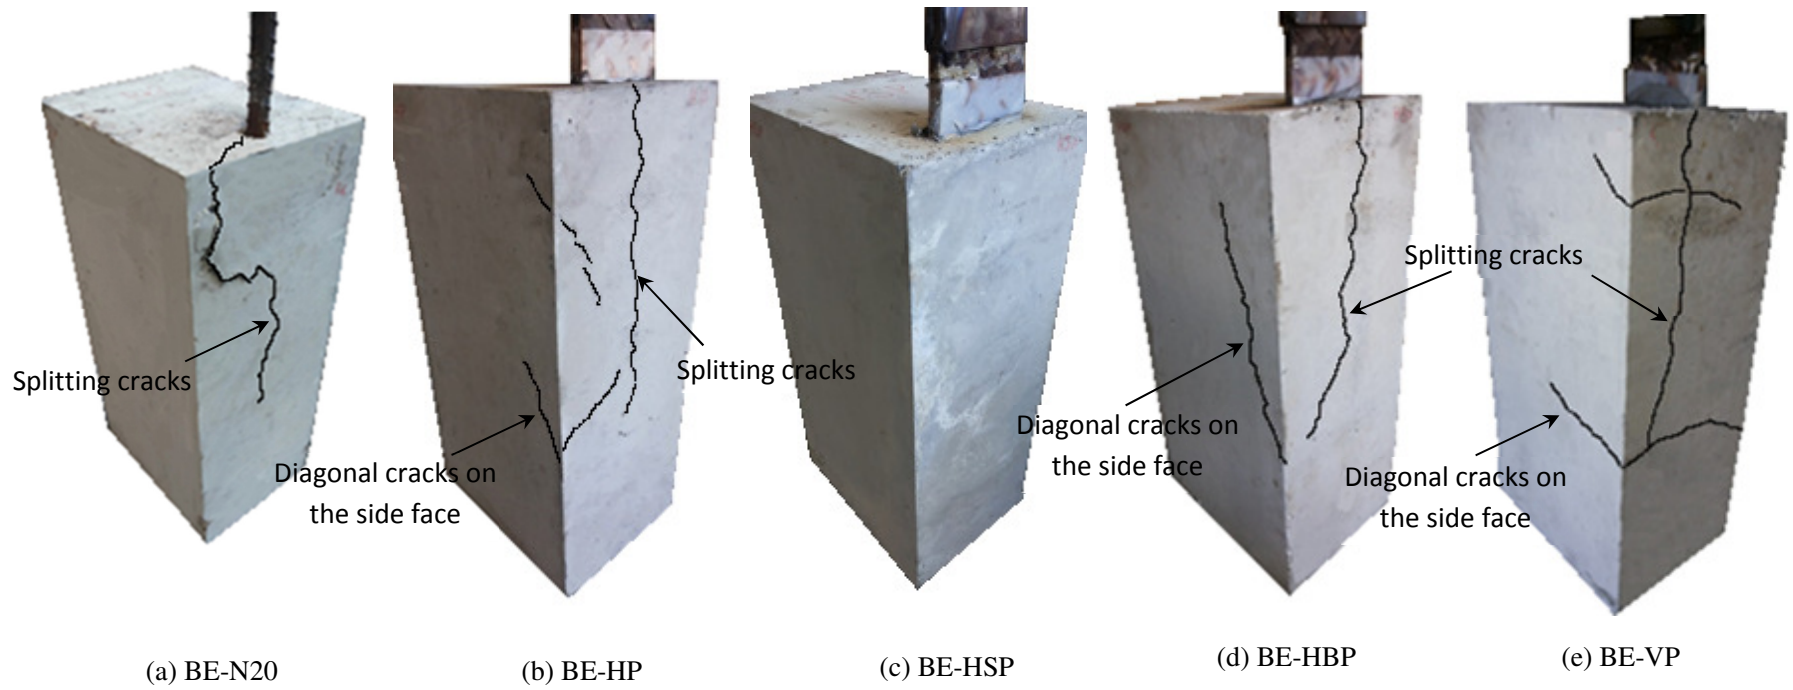 Splitting cracks
Diagonal cracks on
the side face
Splitting cracks
Diagonal cracks on
the side face
Splitting cracks
Diagonal cracks on
the side face
(a) BE-N20
(b) BE-HP
(c) BE-HSP
(d) BE-HBP
(e) BE-VP